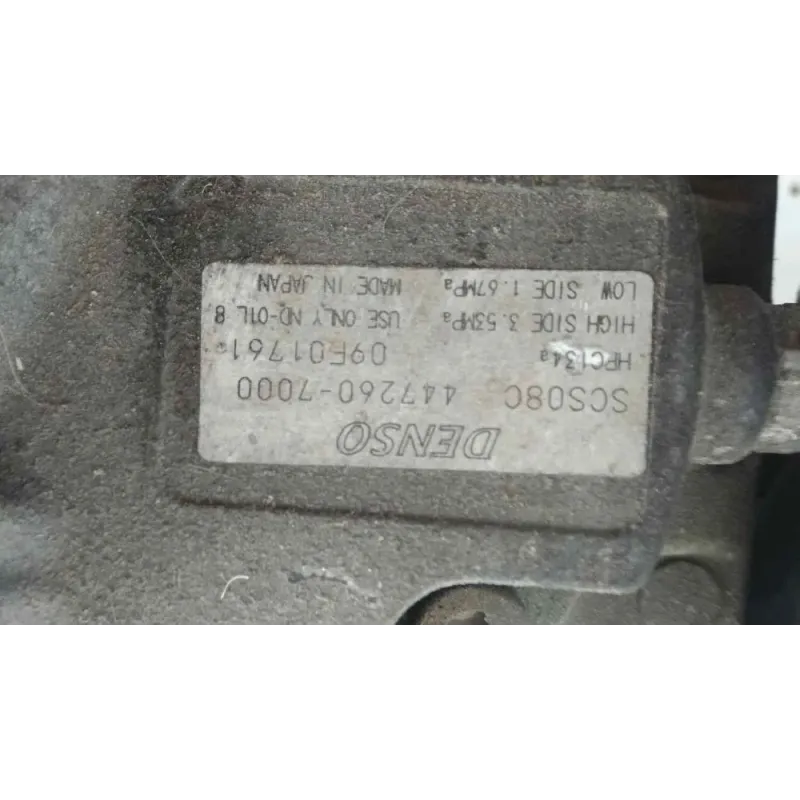 DENSO
SCS08C 447260-7000
HFC134a 09F01761
HIGH SIDE 3.53MPa USE ONLY ND-OIL 8
LOW SIDE 1.67MPa MADE IN JAPAN